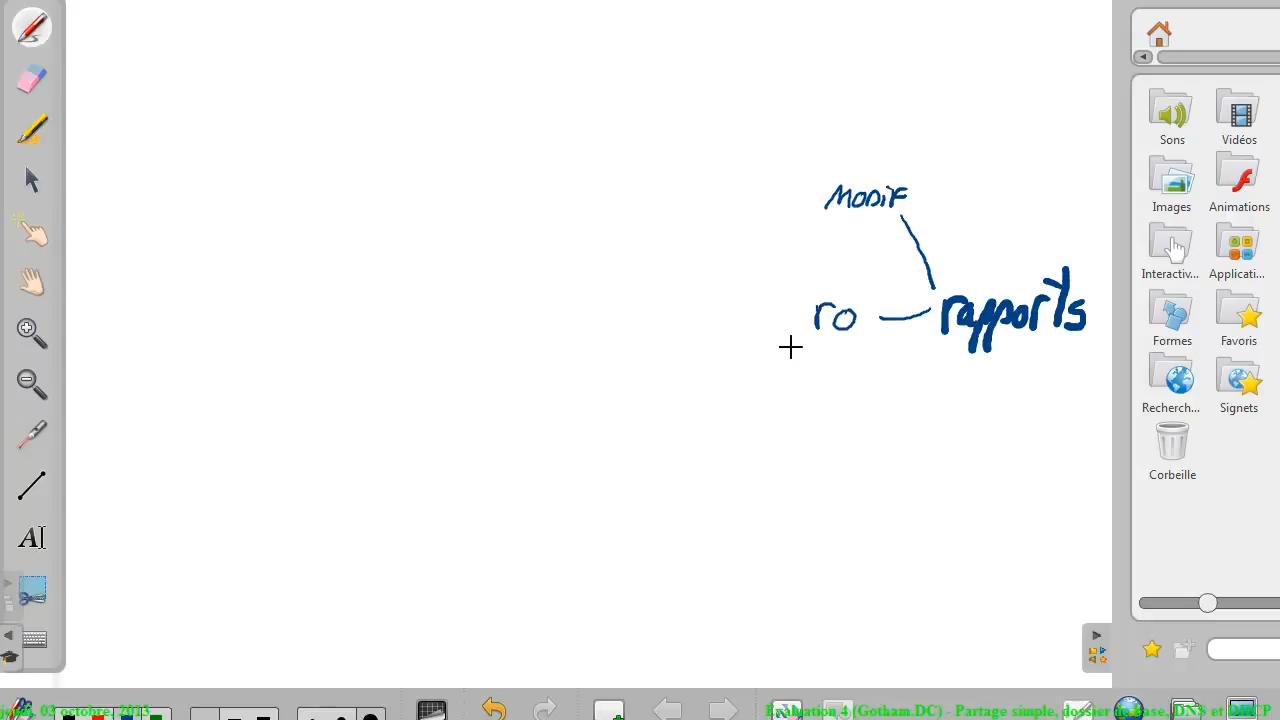 Sons
Vidéos
Images
Animations
Interactiv...
Applicati...
Formes
Favoris
Recherch...
Signets
Corbeille
MODiF
ro
rapports
A
jeudi, 03 octobre, 2013
Evaluation 4 (Gotham.DC) - Partage simple, dossier de base, DNS et DHCP